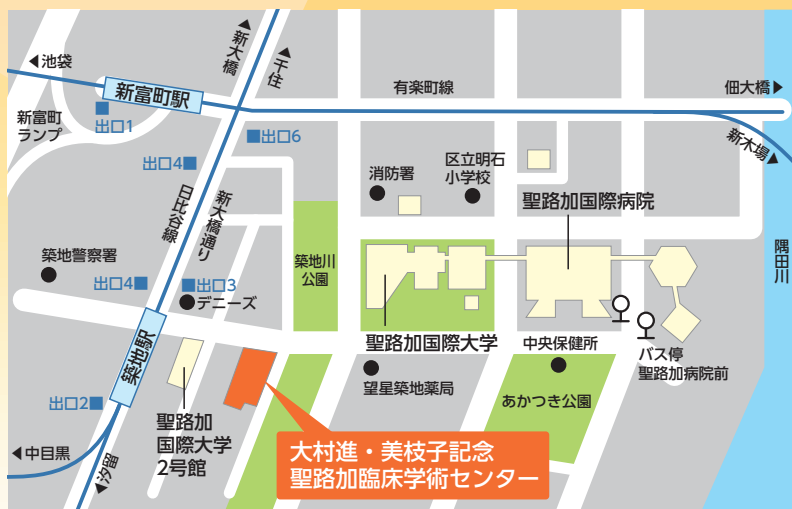 新大橋
千住
池袋
有楽町線
佃大橋
新富町駅
新富町
ランプ
出口1
出口6
新木場
出口4
消防署
区立明石
小学校
聖路加国際病院
日比谷線
新大橋通り
築地警察署
築地川
公園
隅田川
出口4
出口3
デニーズ
築地駅
聖路加国際大学
中央保健所
バス停
聖路加病院前
望星築地薬局
あかつき公園
出口2
聖路加
国際大学
2号館
中目黒
汐留
大村進・美枝子記念
聖路加臨床学術センター